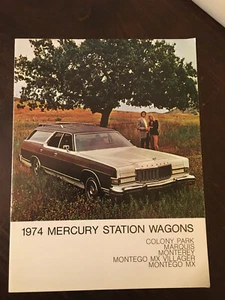 1974 MERCURY STATION WAGONS
COLONY PARK
MARQUIS
MONTEREY
MONTEGO MX VILLAGER
MONTEGO MX